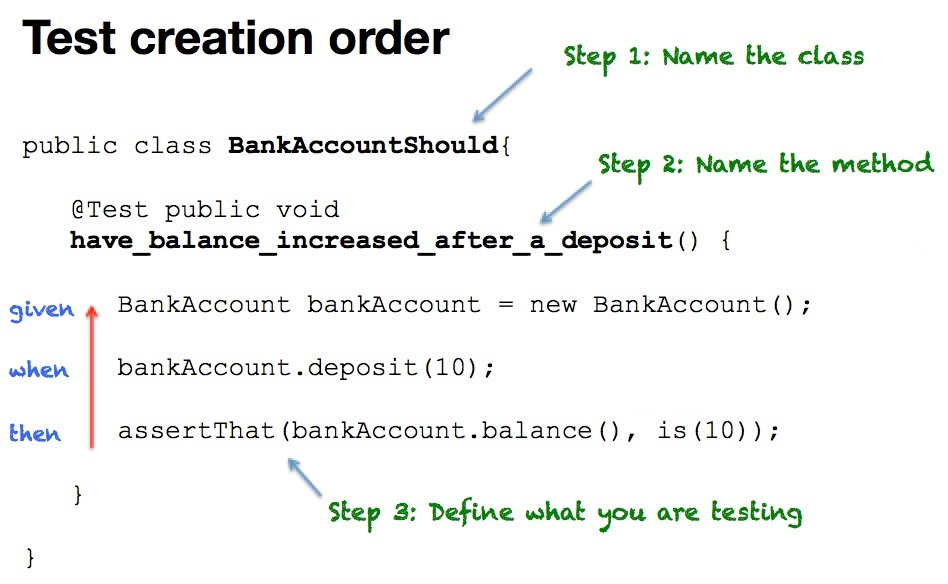 Test creation order
Step 1: Name the class
public class BankAccountShould{
Step 2: Name the method
@Test public void
have_balance_increased_after_a_deposit() {
given BankAccount bankAccount = new BankAccount();
when bankAccount.deposit(10);
then assertThat(bankAccount.balance(), is(10));
}
Step 3: Define what you are testing
}